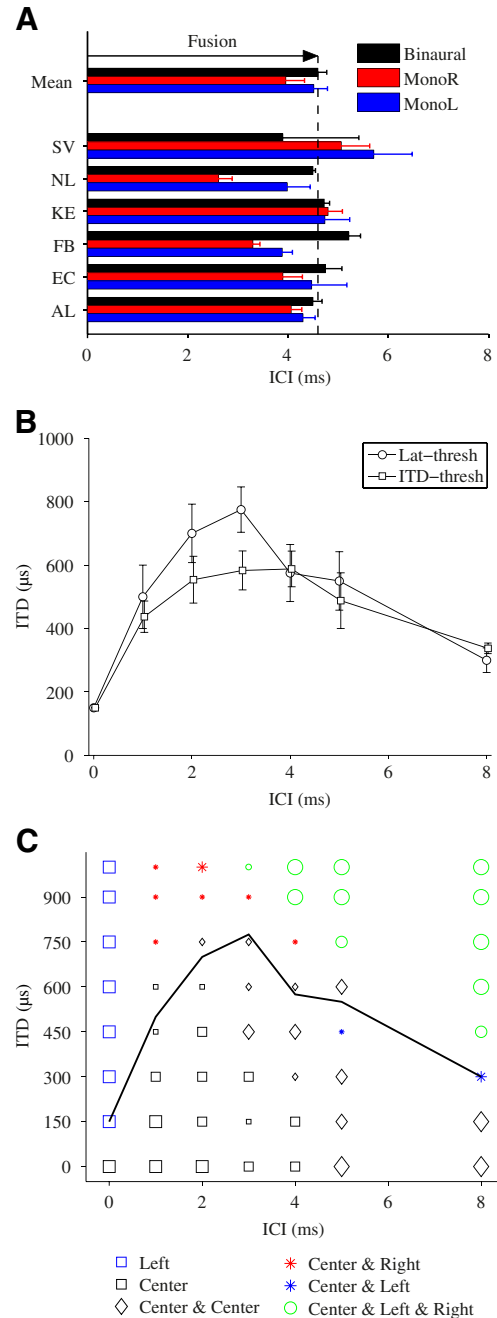 A
Fusion
Binaural
MonoR
MonoL
Mean
SV
NL
KE
FB
EC
AL
0 2 4 6 8
ICI (ms)
B
1000
800
600
400
200
0
ITD (µs)
Lat−thresh
ITD−thresh
0 2 4 6 8
ICI (ms)
C
900
750
600
450
300
150
0
ITD (µs)
0 2 4 6 8
ICI (ms)
Left
Center
Center & Center
Center & Right
Center & Left
Center & Left & Right